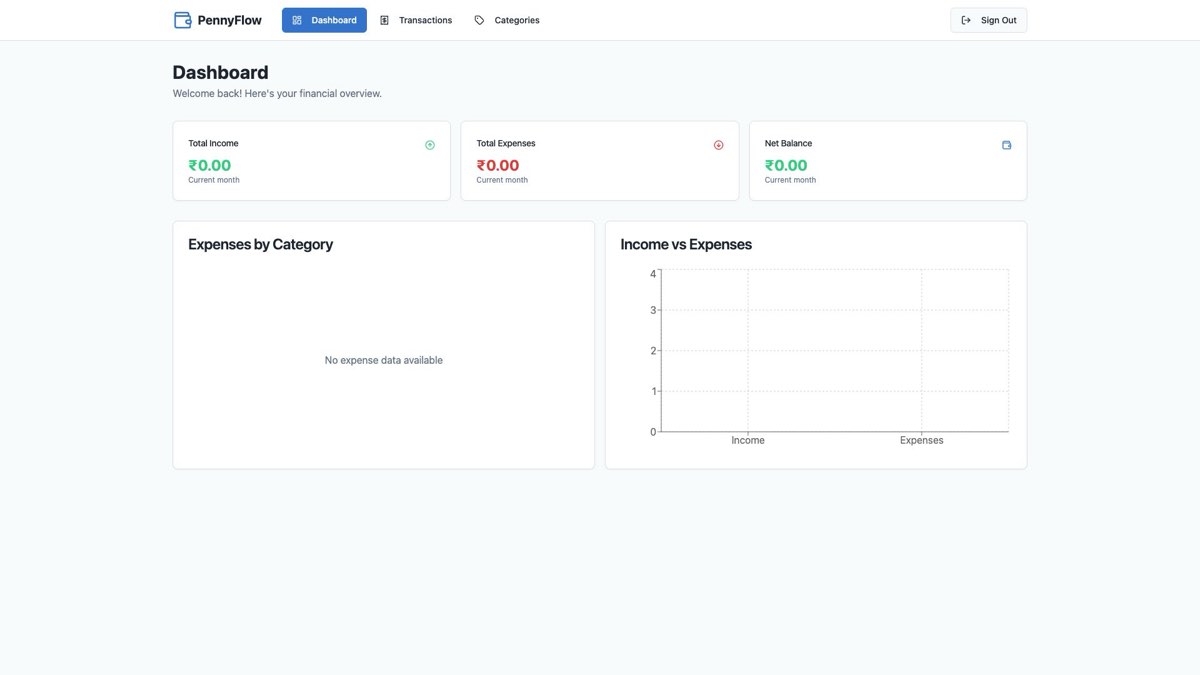 PennyFlow
Dashboard
Transactions
Categories
Sign Out
Dashboard
Welcome back! Here's your financial overview.
Total Income
₹0.00
Current month
Total Expenses
₹0.00
Current month
Net Balance
₹0.00
Current month
Expenses by Category
No expense data available
Income vs Expenses
4
3
2
1
0
Income
Expenses